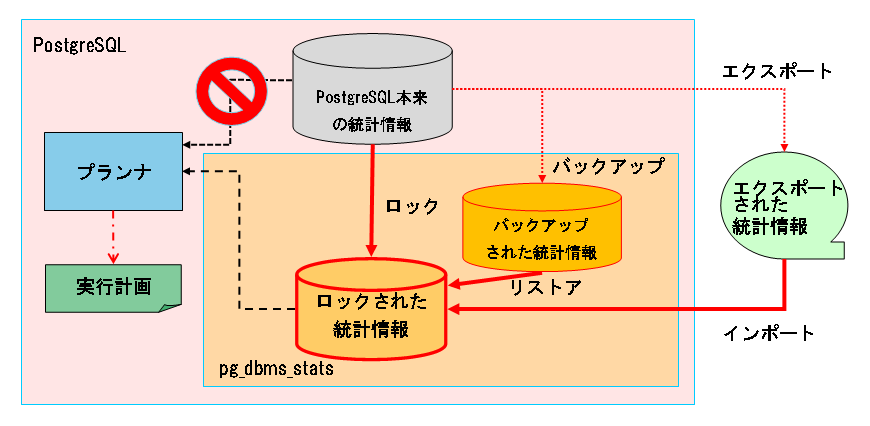 PostgreSQL
エクスポート
PostgreSQL本来
の統計情報
プランナ
バックアップ
ロック
エクスポート
された
統計情報
バックアップ
された統計情報
実行計画
リストア
ロックされた
統計情報
インポート
pg_dbms_stats